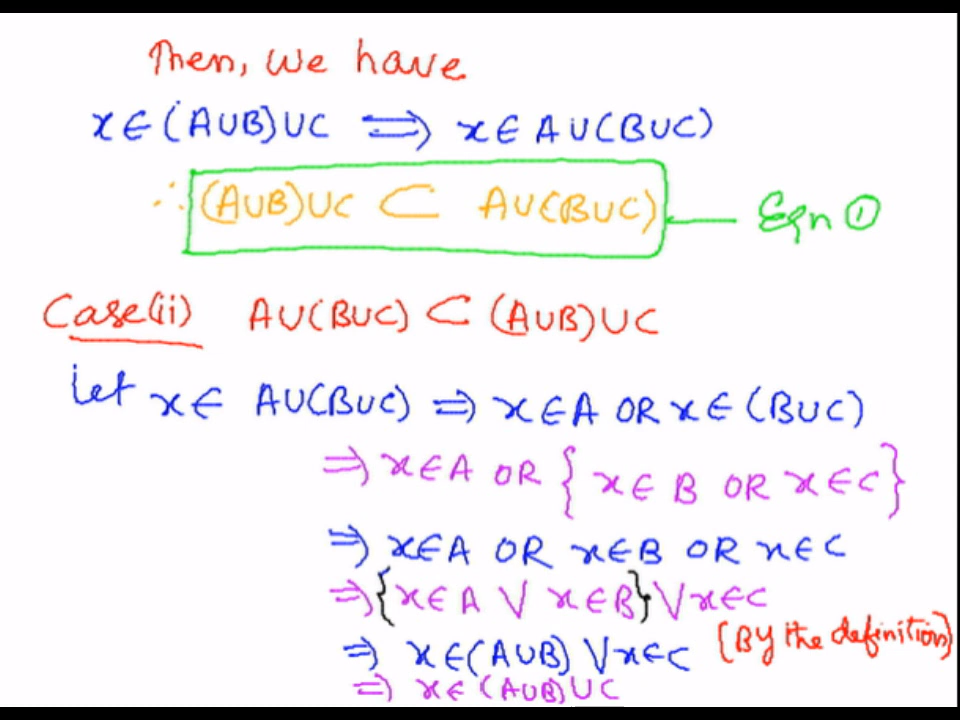 Then, we have
x ∈ (A∪B)∪C ⟹ x ∈ A∪(B∪C)
∴ (A∪B)∪C ⊂ A∪(B∪C) — Eqn ①
Case(ii) A∪(B∪C) ⊂ (A∪B)∪C
Let x ∈ A∪(B∪C) ⟹ x ∈ A OR x ∈ (B∪C)
⟹ x ∈ A OR { x ∈ B OR x ∈ C }
⟹ x ∈ A OR x ∈ B OR x ∈ C
⟹ {x ∈ A ∨ x ∈ B} ∨ x ∈ C
⟹ x ∈ (A∪B) ∨ x ∈ C [By the definition]
⟹ x ∈ (A∪B)∪C